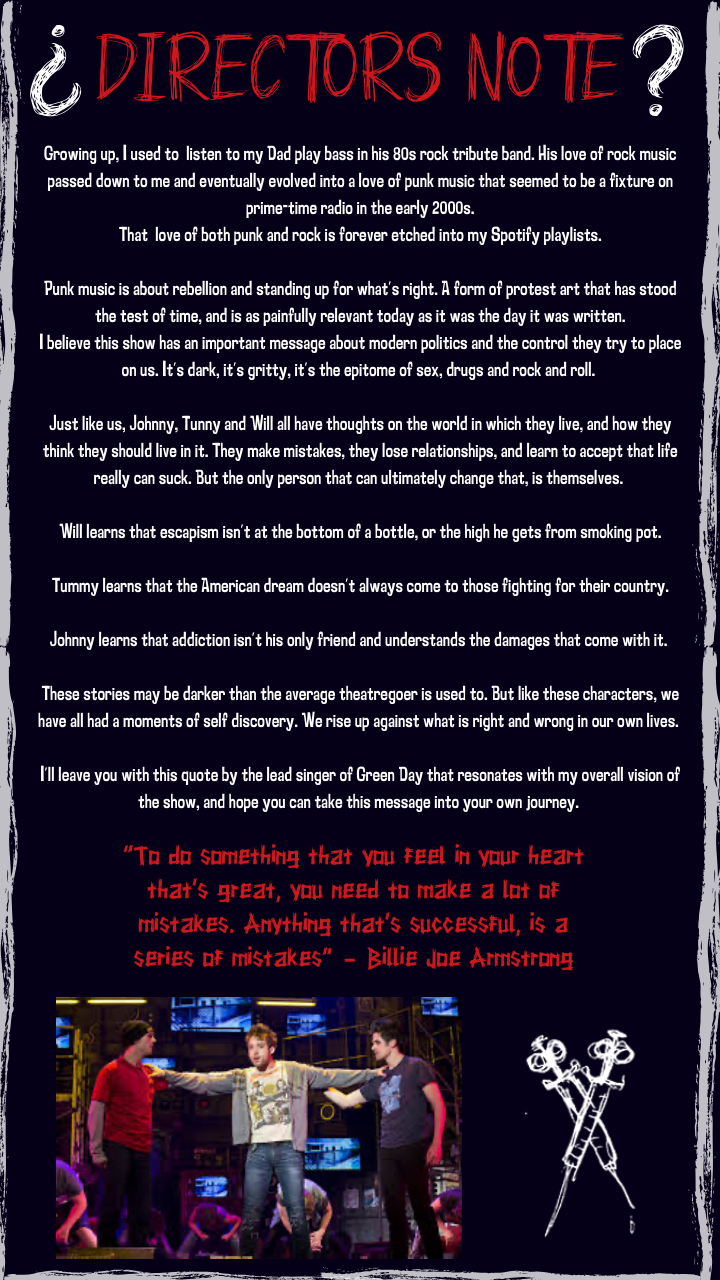 ¿ DIRECTORS NOTE ?
Growing up, I used to listen to my Dad play bass in his 80s rock tribute band. His love of rock music
passed down to me and eventually evolved into a love of punk music that seemed to be a fixture on
prime-time radio in the early 2000s.
That love of both punk and rock is forever etched into my Spotify playlists.
Punk music is about rebellion and standing up for what's right. A form of protest art that has stood
the test of time, and is as painfully relevant today as it was the day it was written.
I believe this show has an important message about modern politics and the control they try to place
on us. It's dark, it's gritty, it's the epitome of sex, drugs and rock and roll.
Just like us, Johnny, Tunny and Will all have thoughts on the world in which they live, and how they
think they should live in it. They make mistakes, they lose relationships, and learn to accept that life
really can suck. But the only person that can ultimately change that, is themselves.
Will learns that escapism isn't at the bottom of a bottle, or the high he gets from smoking pot.
Tummy learns that the American dream doesn't always come to those fighting for their country.
Johnny learns that addiction isn't his only friend and understands the damages that come with it.
These stories may be darker than the average theatregoer is used to. But like these characters, we
have all had a moments of self discovery. We rise up against what is right and wrong in our own lives.
I'll leave you with this quote by the lead singer of Green Day that resonates with my overall vision of
the show, and hope you can take this message into your own journey.
"To do something that you feel in your heart
that's great, you need to make a lot of
mistakes. Anything that's successful, is a
series of mistakes" - Billie Joe Armstrong